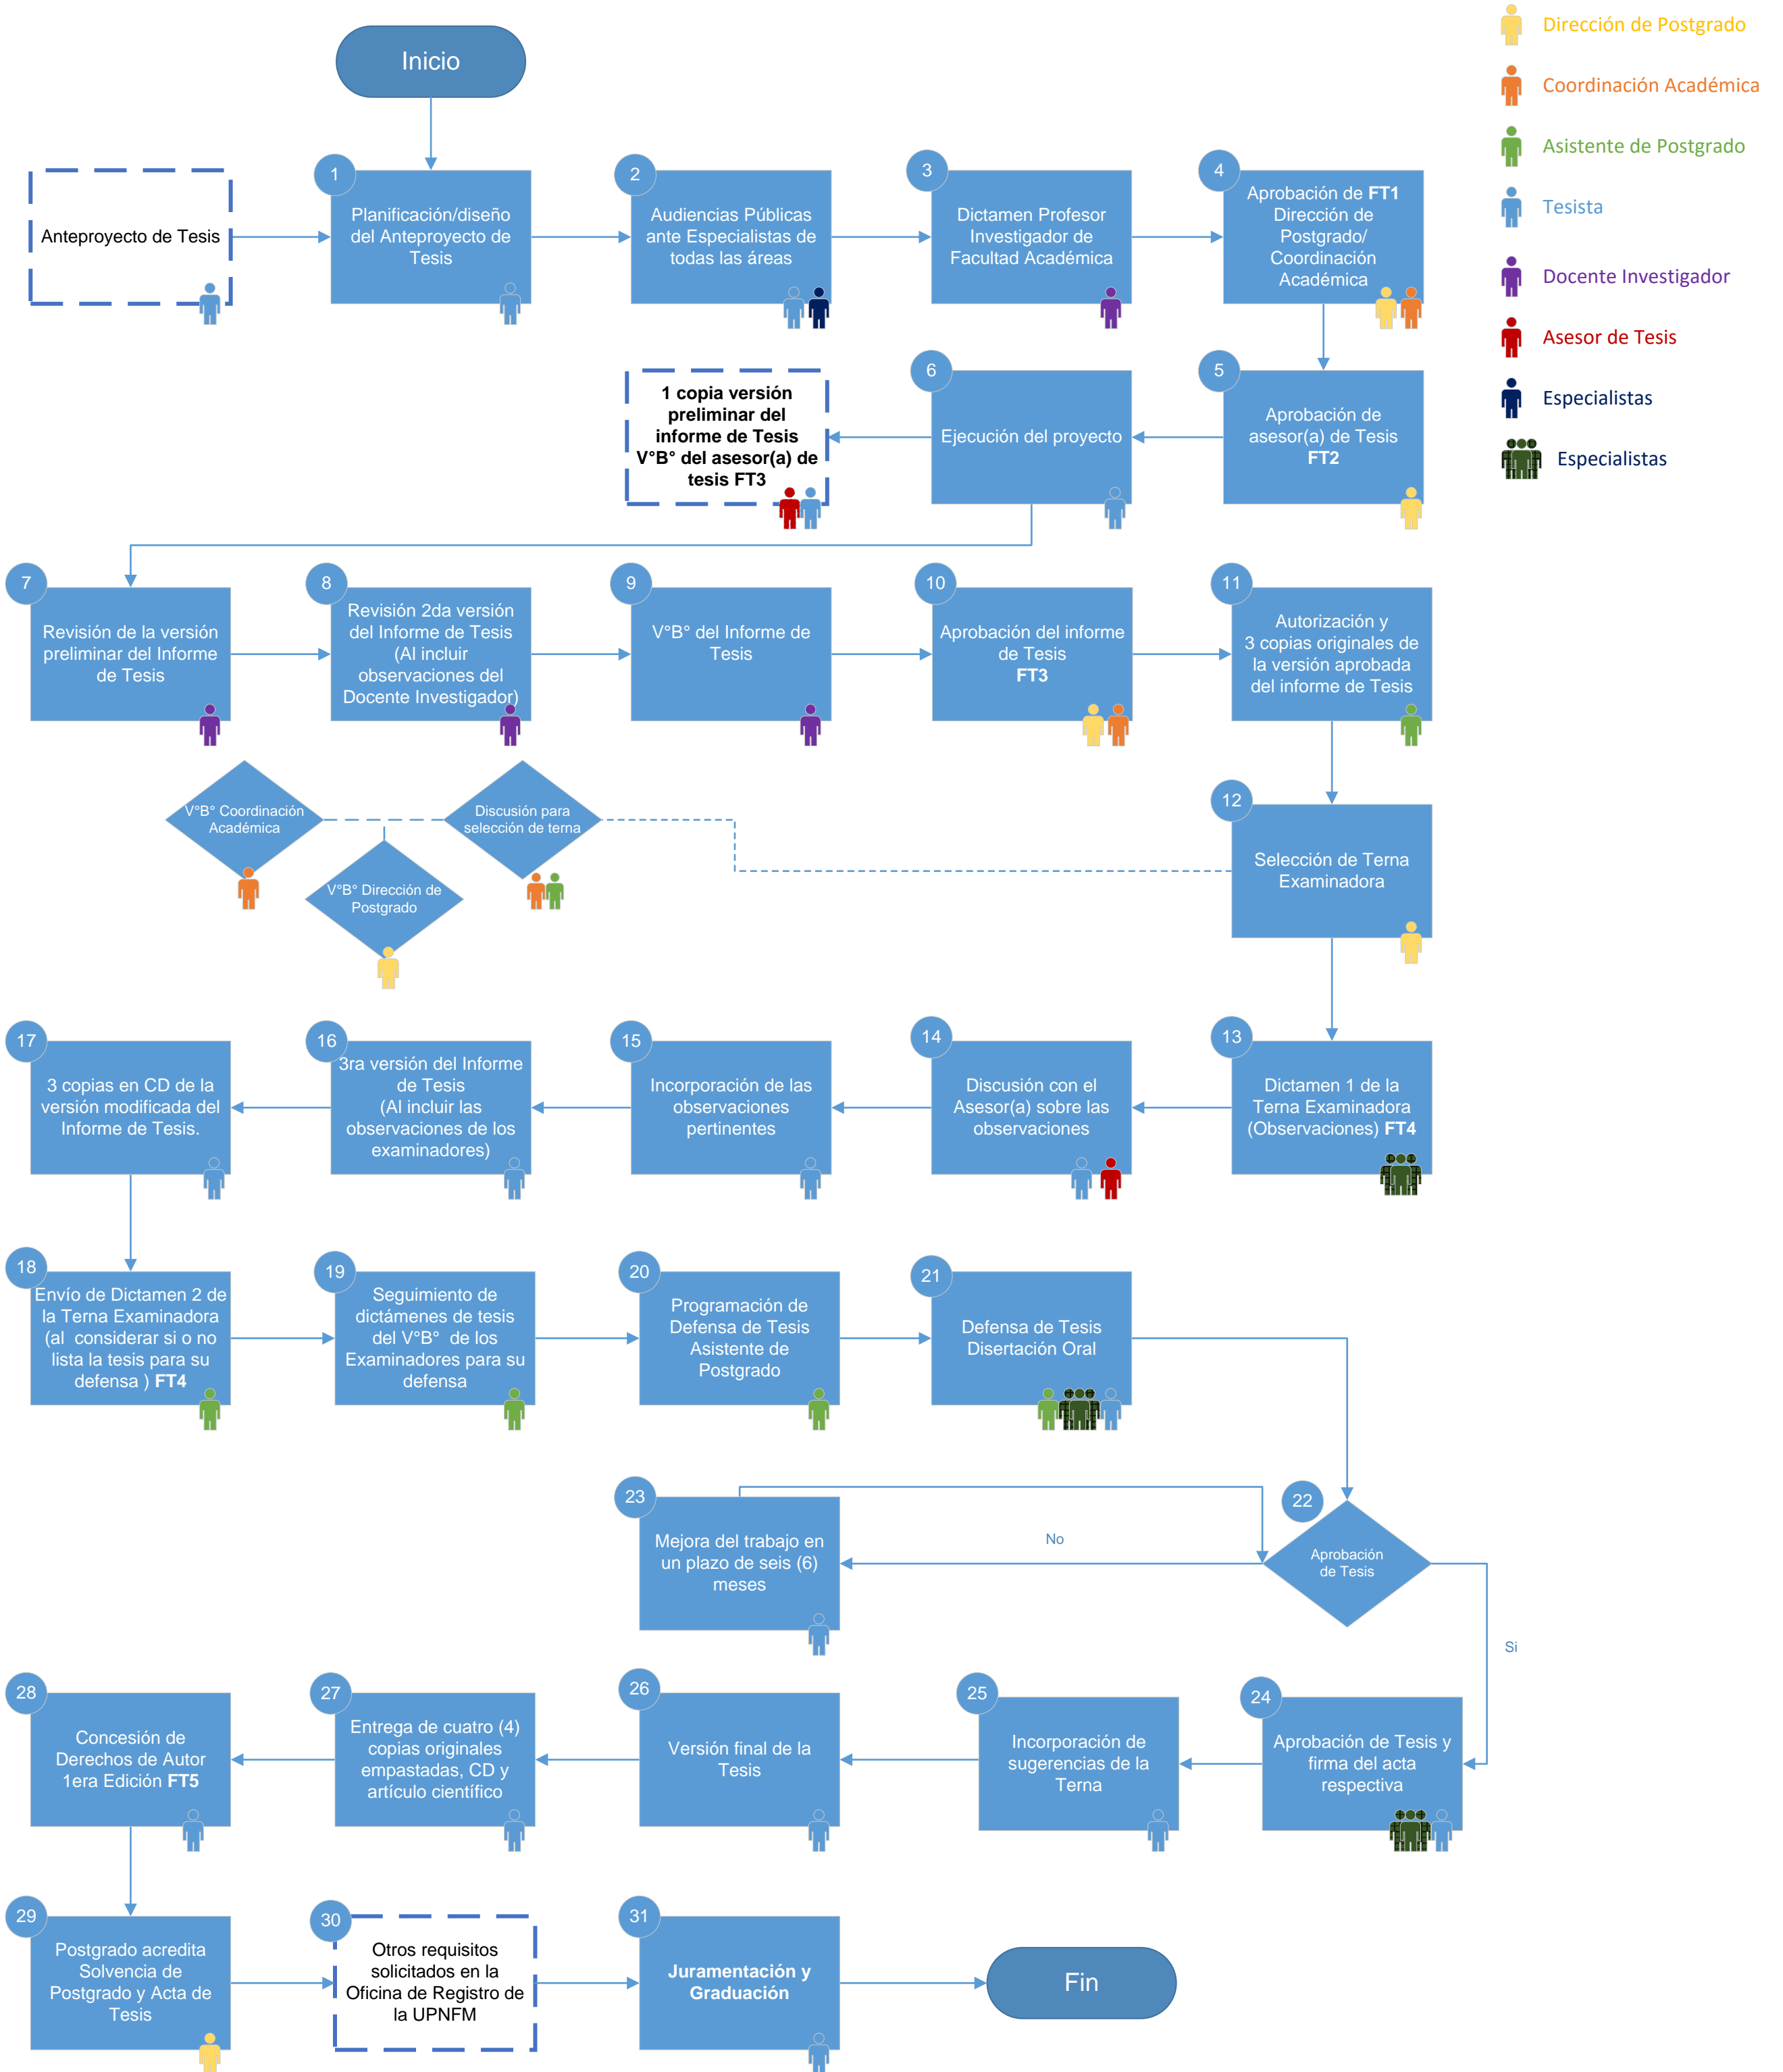 Inicio
Dirección de Postgrado
Coordinación Académica
Asistente de Postgrado
Tesista
Docente Investigador
Asesor de Tesis
Especialistas
Especialistas
Anteproyecto de Tesis
1
Planificación/diseño
del Anteproyecto de
Tesis
2
Audiencias Públicas
ante Especialistas de
todas las áreas
3
Dictamen Profesor
Investigador de
Facultad Académica
4
Aprobación de FT1
Dirección de
Postgrado/
Coordinación
Académica
5
Aprobación de
asesor(a) de Tesis
FT2
6
Ejecución del proyecto
1 copia versión
preliminar del
informe de Tesis
V°B° del asesor(a) de
tesis FT3
7
Revisión de la versión
preliminar del Informe
de Tesis
8
Revisión 2da versión
del Informe de Tesis
(Al incluir
observaciones del
Docente Investigador)
9
V°B° del Informe de
Tesis
10
Aprobación del informe
de Tesis
FT3
11
Autorización y
3 copias originales de
la versión aprobada
del informe de Tesis
12
Selección de Terna
Examinadora
Discusión para
selección de terna
V°B° Coordinación
Académica
V°B° Dirección de
Postgrado
13
Dictamen 1 de la
Terna Examinadora
(Observaciones) FT4
14
Discusión con el
Asesor(a) sobre las
observaciones
15
Incorporación de las
observaciones
pertinentes
16
3ra versión del Informe
de Tesis
(Al incluir las
observaciones de los
examinadores)
17
3 copias en CD de la
versión modificada del
Informe de Tesis.
18
Envío de Dictamen 2 de
la Terna Examinadora
(al  considerar si o no
lista la tesis para su
defensa ) FT4
19
Seguimiento de
dictámenes de tesis
del V°B°  de los
Examinadores para su
defensa
20
Programación de
Defensa de Tesis
Asistente de
Postgrado
21
Defensa de Tesis
Disertación Oral
22
Aprobación
de Tesis
No
Si
23
Mejora del trabajo en
un plazo de seis (6)
meses
24
Aprobación de Tesis y
firma del acta
respectiva
25
Incorporación de
sugerencias de la
Terna
26
Versión final de la
Tesis
27
Entrega de cuatro (4)
copias originales
empastadas, CD y
artículo científico
28
Concesión de
Derechos de Autor
1era Edición FT5
29
Postgrado acredita
Solvencia de
Postgrado y Acta de
Tesis
30
Otros requisitos
solicitados en la
Oficina de Registro de
la UPNFM
31
Juramentación y
Graduación
Fin